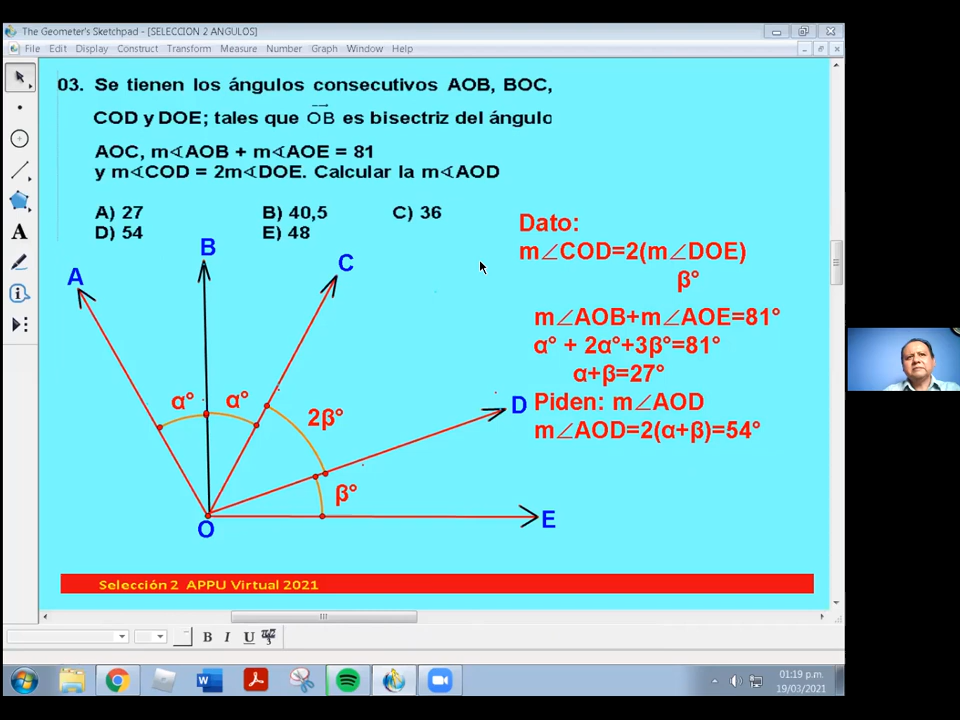 The Geometer's Sketchpad - [SELECCION 2 ANGULOS]
File Edit Display Construct Transform Measure Number Graph Window Help
03. Se tienen los ángulos consecutivos AOB, BOC,
COD y DOE; tales que OB es bisectriz del ángulo
AOC, m∢AOB + m∢AOE = 81
y m∢COD = 2m∢DOE. Calcular la m∢AOD
A) 27 B) 40,5 C) 36
D) 54 E) 48
Dato:
m∠COD=2(m∠DOE)
β°
m∠AOB+m∠AOE=81°
α° + 2α°+3β°=81°
α+β=27°
Piden: m∠AOD
m∠AOD=2(α+β)=54°
A
B
C
D
E
O
α°
α°
2β°
β°
Selección 2 APPU Virtual 2021
B I U
01:19 p.m.
19/03/2021